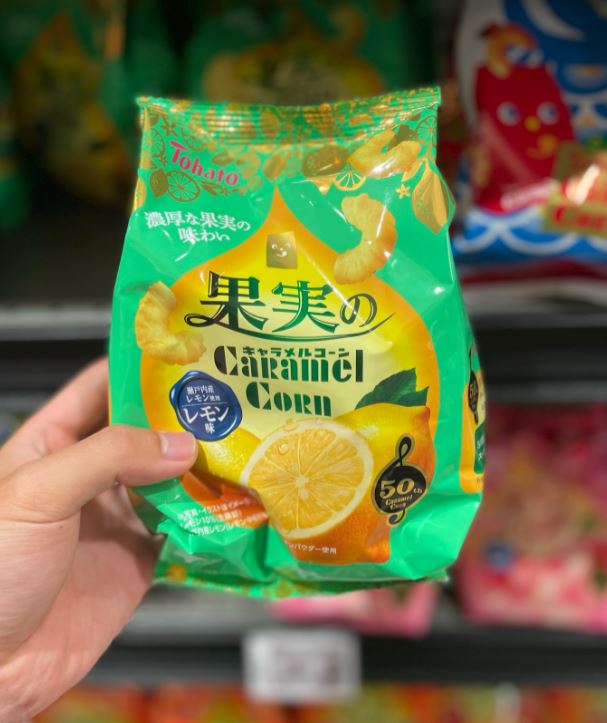 Tohato
濃厚な果実の
味わい
果実の
キャラメルコーン
Caramel
Corn
瀬戸内産
レモン使用
レモン
味
50th
Caramel
Corn
パウダー使用